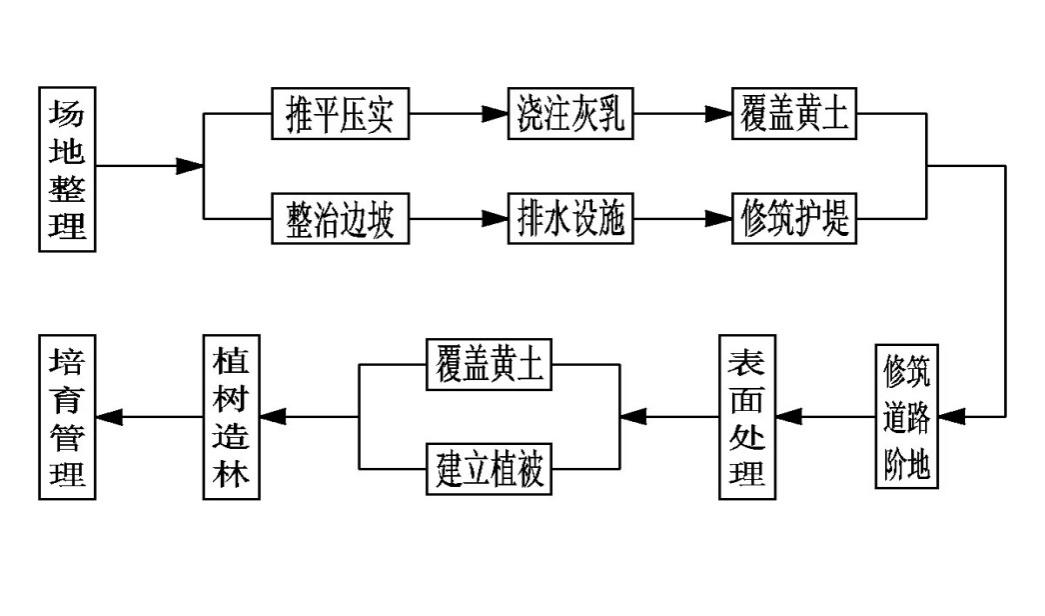 场地整理
推平压实
浇注灰乳
覆盖黄土
整治边坡
排水设施
修筑护堤
修筑
道路
阶地
表面处理
覆盖黄土
建立植被
植树造林
培育管理